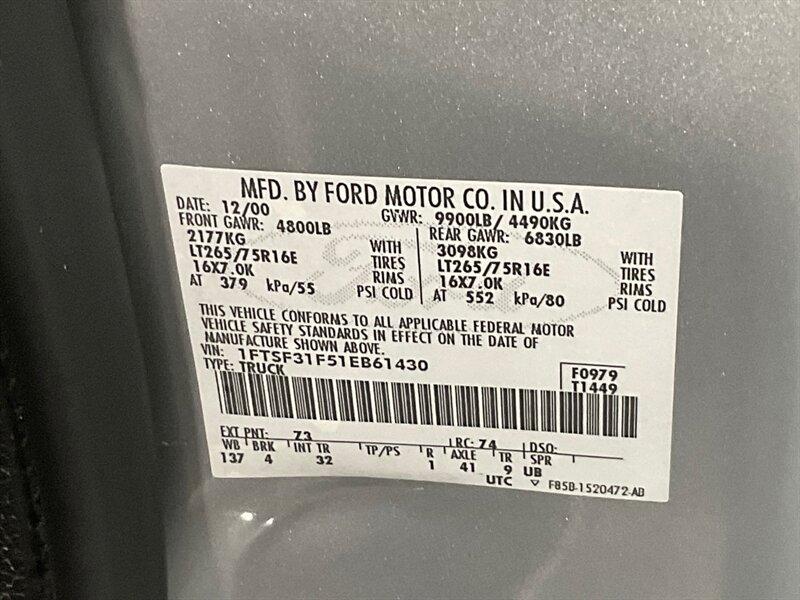 MFD. BY FORD MOTOR CO. IN U.S.A.
DATE: 12/00 GVWR: 9900LB/ 4490KG
FRONT GAWR: 4800LB REAR GAWR: 6830LB
2177KG WITH 3098KG WITH
LT265/75R16E TIRES LT265/75R16E TIRES
16X7.0K RIMS 16X7.0K RIMS
AT 379 kPa/55 PSI COLD AT 552 kPa/80 PSI COLD
THIS VEHICLE CONFORMS TO ALL APPLICABLE FEDERAL MOTOR
VEHICLE SAFETY STANDARDS IN EFFECT ON THE DATE OF
MANUFACTURE SHOWN ABOVE.
VIN: 1FTSF31F51EB61430 F0979
TYPE: TRUCK T1449
EXT PNT: Z3 RC: 74 DSO:
WB BRK INT TR TP/PS R AXLE TR SPR
137 4 32 1 41 9 UB
UTC ▽ F85B-1520472-AB